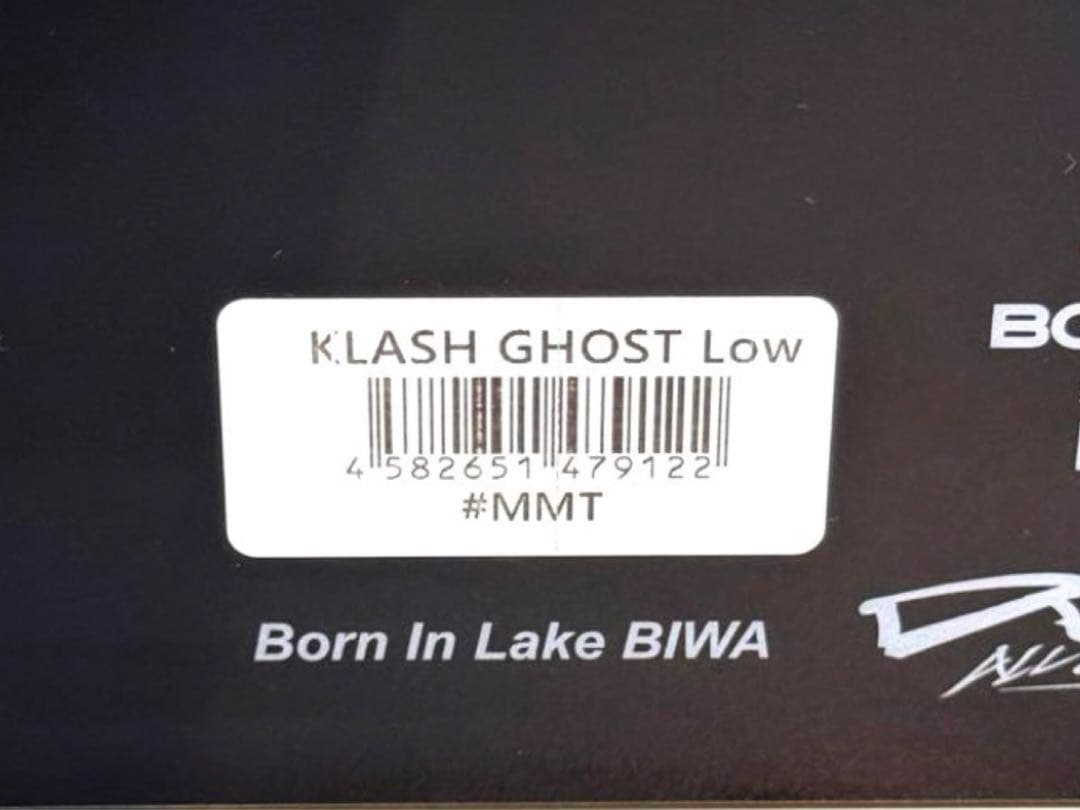 KLASH GHOST Low
4 582651 479122
#MMT
Born In Lake BIWA